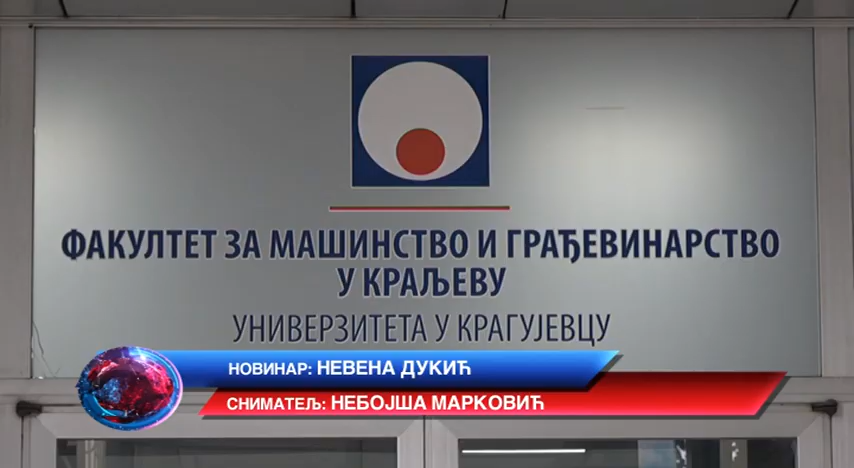 ФАКУЛТЕТ ЗА МАШИНСТВО И ГРАЂЕВИНАРСТВО
У КРАЉЕВУ
УНИВЕРЗИТЕТА У КРАГУЈЕВЦУ
НОВИНАР: НЕВЕНА ДУКИЋ
СНИМАТЕЉ: НЕБОЈША МАРКОВИЋ